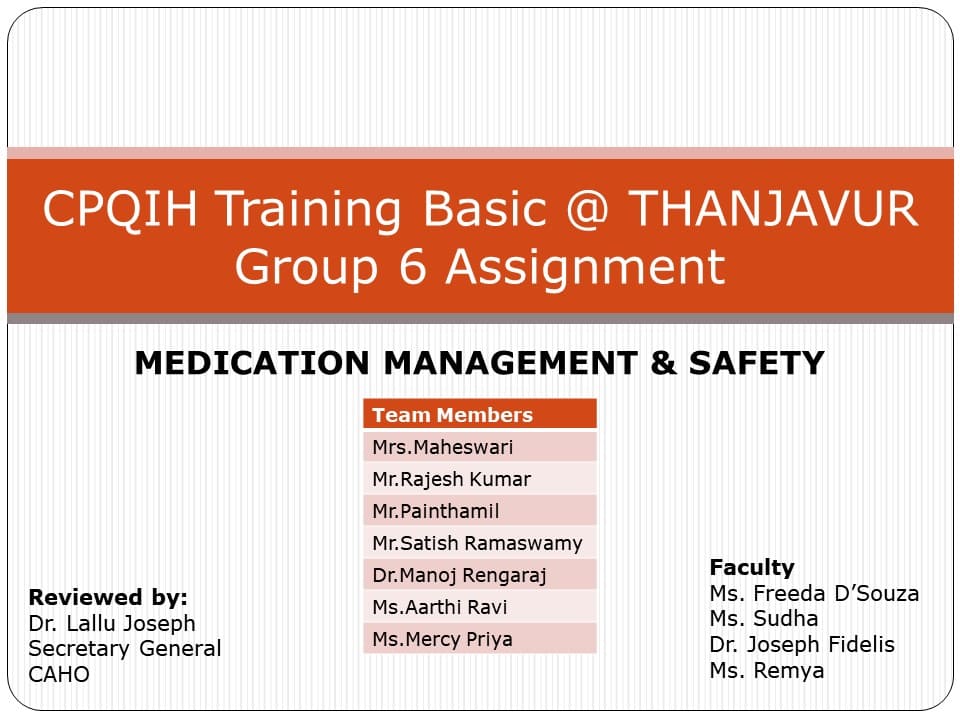 CPQIH Training Basic @ THANJAVUR
Group 6 Assignment
MEDICATION MANAGEMENT & SAFETY
Team Members
Mrs.Maheswari
Mr.Rajesh Kumar
Mr.Painthamil
Mr.Satish Ramaswamy
Dr.Manoj Rengaraj
Ms.Aarthi Ravi
Ms.Mercy Priya
Reviewed by:
Dr. Lallu Joseph
Secretary General
CAHO
Faculty
Ms. Freeda D’Souza
Ms. Sudha
Dr. Joseph Fidelis
Ms. Remya